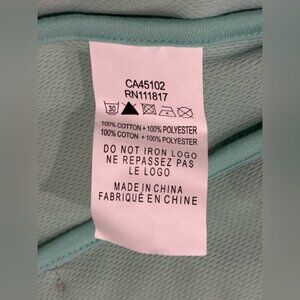 CA45102
RN111817
30
100% COTTON + 100% POLYESTER
100% COTON + 100% POLYESTER
DO NOT IRON LOGO
NE REPASSEZ PAS
LE LOGO
MADE IN CHINA
FABRIQUÉ EN CHINE